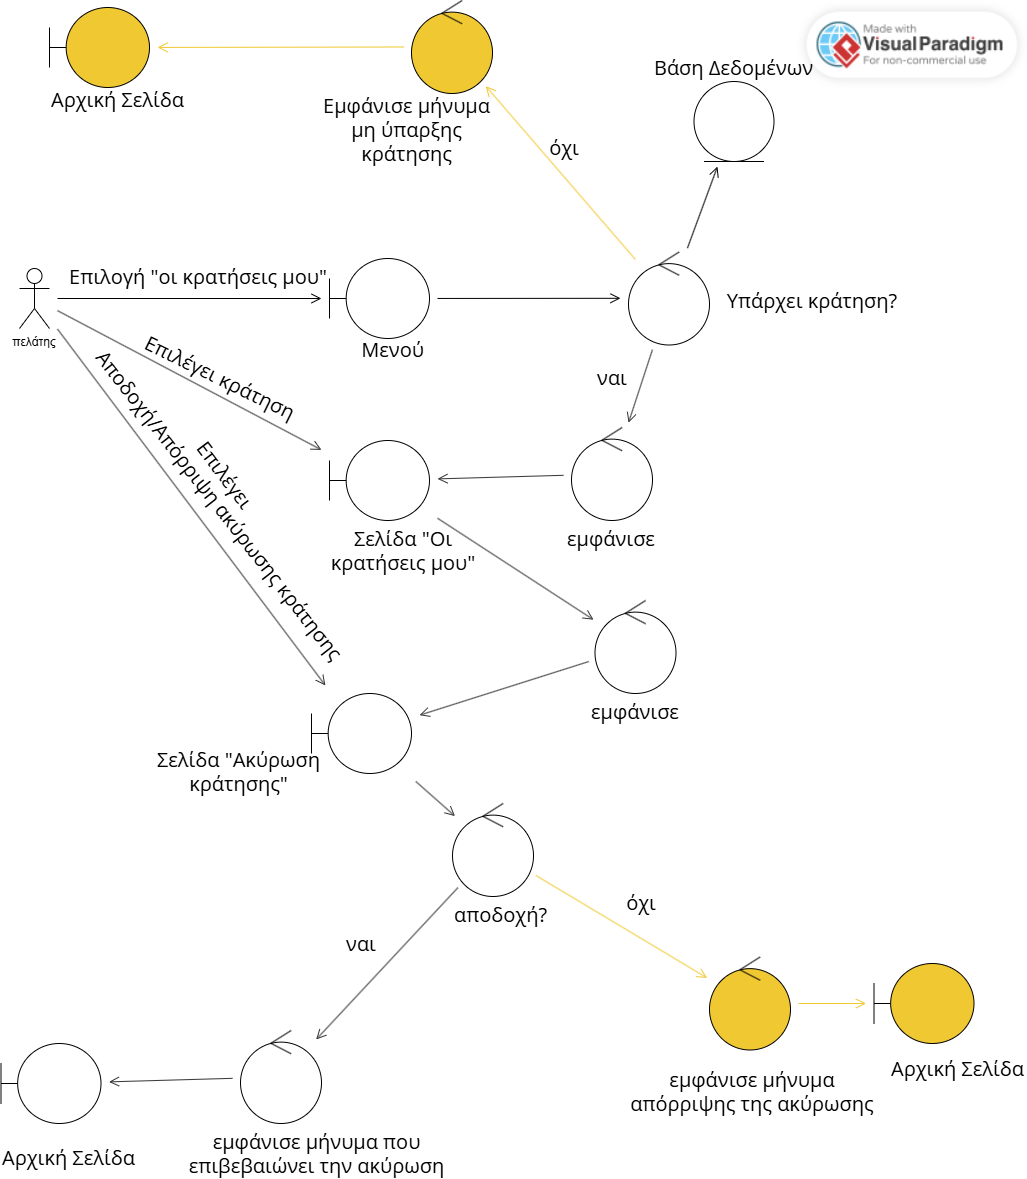 Made with
Visual Paradigm
For non-commercial use
Βάση Δεδομένων
Αρχική Σελίδα
Εμφάνισε μήνυμα
μη ύπαρξης
κράτησης
όχι
Επιλογή "οι κρατήσεις μου"
Υπάρχει κράτηση?
πελάτης
Μενού
Επιλέγει κράτηση
ναι
Επιλέγει
Αποδοχή/Απόρριψη ακύρωσης κράτησης
Σελίδα "Οι
κρατήσεις μου"
εμφάνισε
εμφάνισε
Σελίδα "Ακύρωση
κράτησης"
αποδοχή?
όχι
ναι
εμφάνισε μήνυμα
απόρριψης της ακύρωσης
Αρχική Σελίδα
εμφάνισε μήνυμα που
επιβεβαιώνει την ακύρωση
Αρχική Σελίδα